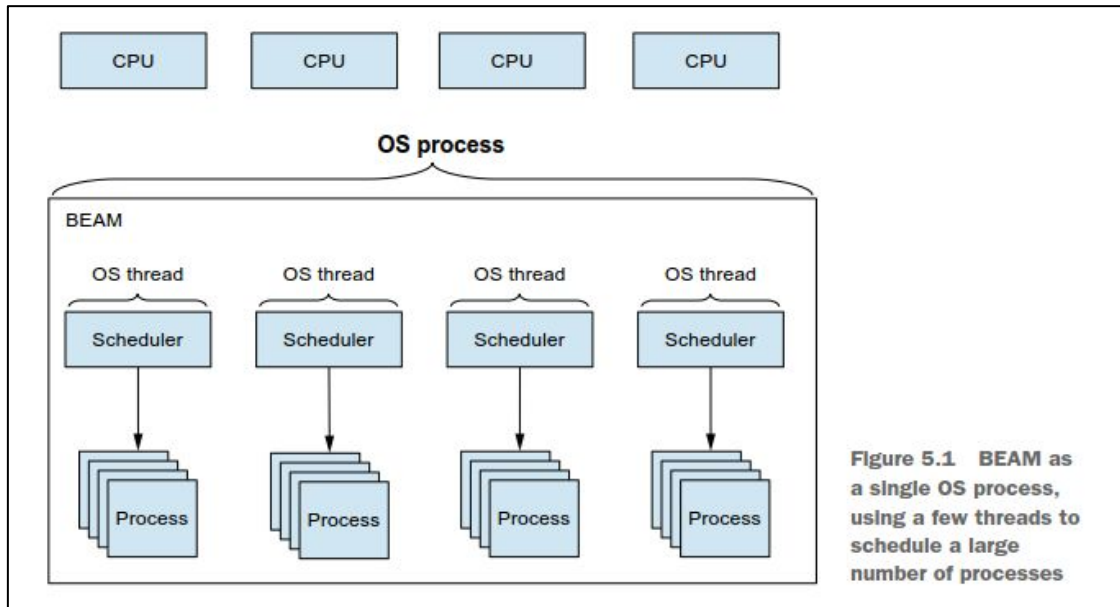 CPU CPU CPU CPU
OS process
BEAM
OS thread OS thread OS thread OS thread
Scheduler Scheduler Scheduler Scheduler
Process Process Process Process
Figure 5.1 BEAM as
a single OS process,
using a few threads to
schedule a large
number of processes